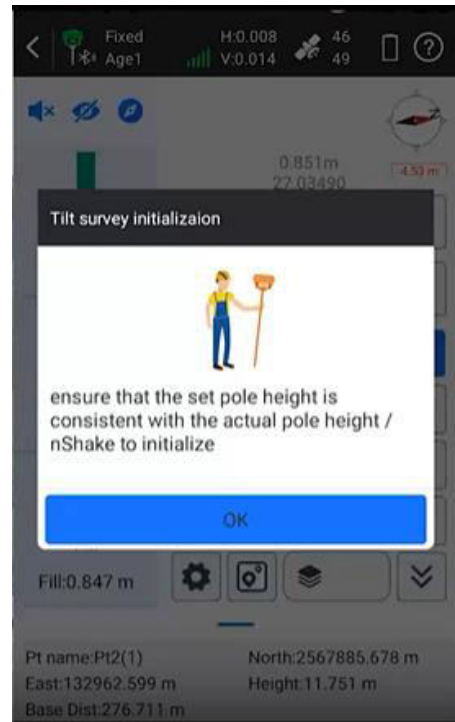 Fixed
Age1
H:0.008
V:0.014
46
49
?
0.851m
27.03490
-4.53 m
Tilt survey initializaion
ensure that the set pole height is
consistent with the actual pole height /
nShake to initialize
OK
Fill:0.847 m
Pt name:Pt2(1)
North:2567885.678 m
East:132962.599 m
Height:11.751 m
Base Dist:276.711 m